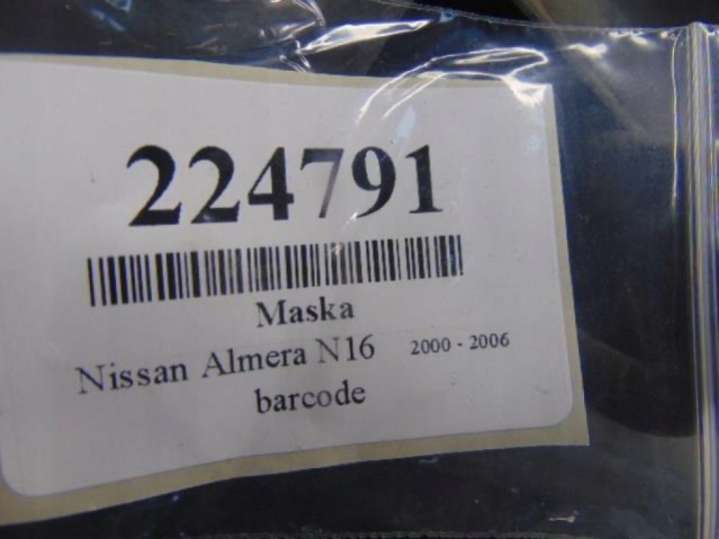 224791
Maska
Nissan Almera N16 2000 - 2006
barcode